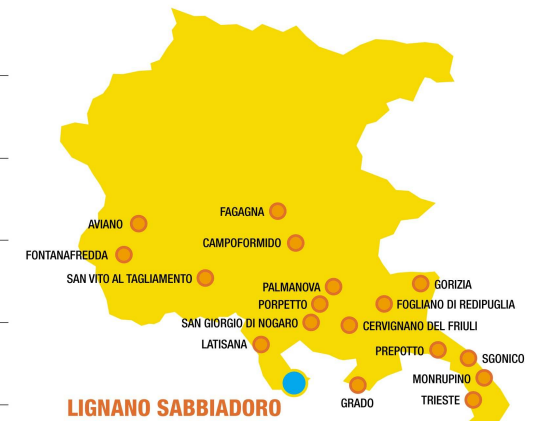 FAGAGNA
AVIANO
CAMPOFORMIDO
FONTANAFREDDA
SAN VITO AL TAGLIAMENTO
PALMANOVA
GORIZIA
PORPETTO
FOGLIANO DI REDIPUGLIA
SAN GIORGIO DI NOGARO
CERVIGNANO DEL FRIULI
LATISANA
PREPOTTO
SGONICO
MONRUPINO
LIGNANO SABBIADORO
GRADO
TRIESTE